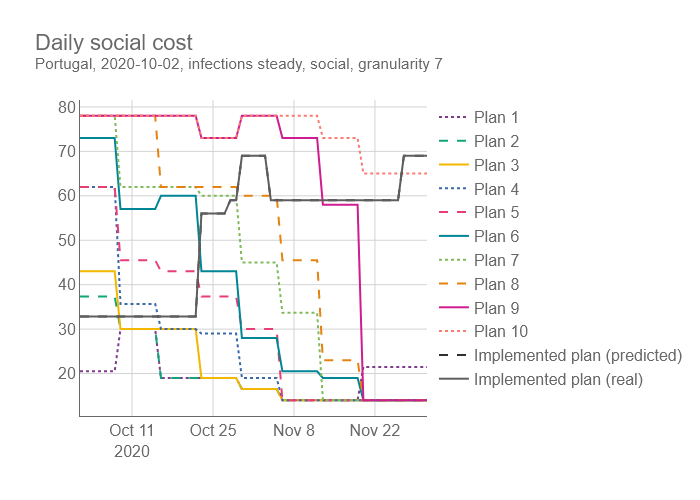 Daily social cost
Portugal, 2020-10-02, infections steady, social, granularity 7
80
70
60
50
40
30
20
Oct 11
2020
Oct 25
Nov 8
Nov 22
Plan 1
Plan 2
Plan 3
Plan 4
Plan 5
Plan 6
Plan 7
Plan 8
Plan 9
Plan 10
Implemented plan (predicted)
Implemented plan (real)